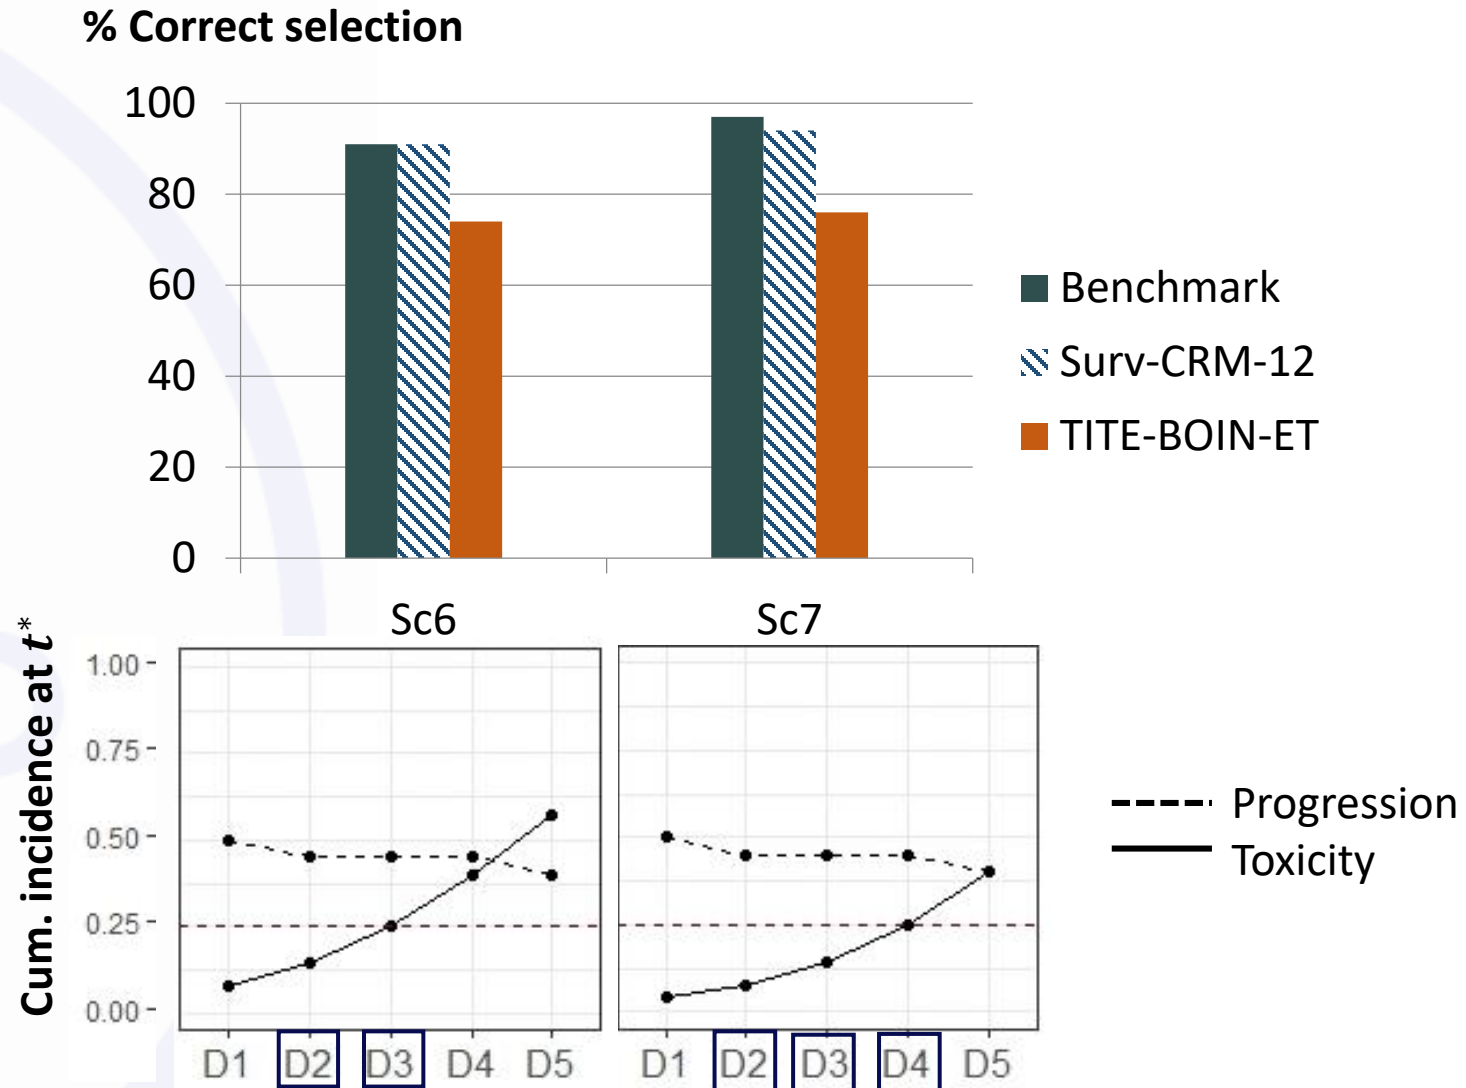 % Correct selection
100
80
60
40
20
0
Sc6 Sc7
Benchmark
Surv-CRM-12
TITE-BOIN-ET
Cum. incidence at t*
1.00
0.75
0.50
0.25
0.00
D1 D2 D3 D4 D5
D1 D2 D3 D4 D5
Progression
Toxicity